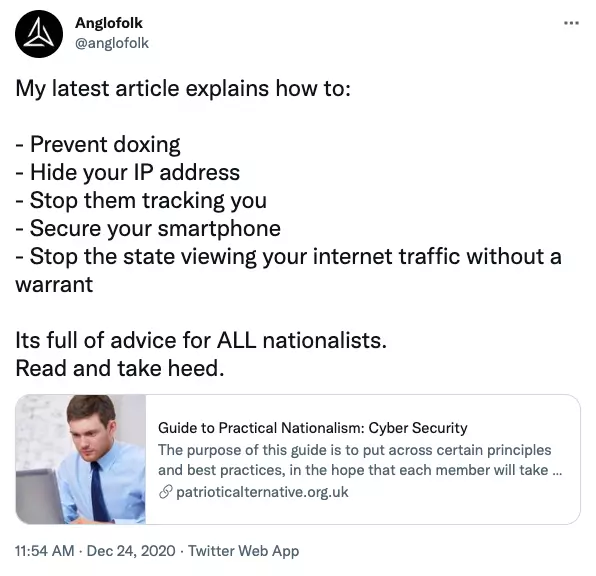 Anglofolk
@anglofolk
My latest article explains how to:
- Prevent doxing
- Hide your IP address
- Stop them tracking you
- Secure your smartphone
- Stop the state viewing your internet traffic without a
warrant
Its full of advice for ALL nationalists.
Read and take heed.
Guide to Practical Nationalism: Cyber Security
The purpose of this guide is to put across certain principles
and best practices, in the hope that each member will take ...
patrioticalternative.org.uk
11:54 AM · Dec 24, 2020 · Twitter Web App